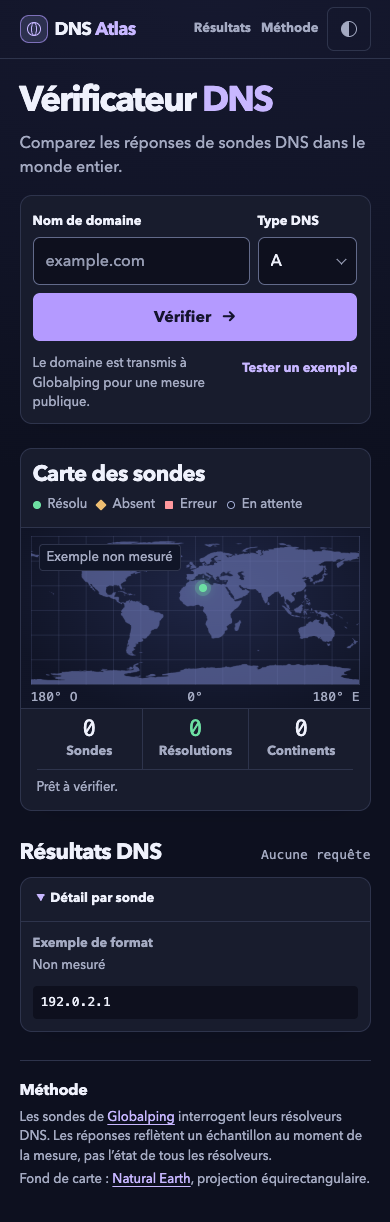 DNS Atlas
Résultats Méthode
Vérificateur DNS
Comparez les réponses de sondes DNS dans le
monde entier.
Nom de domaine
Type DNS
example.com
A
Vérifier →
Le domaine est transmis à
Globalping pour une mesure
publique.
Tester un exemple
Carte des sondes
Résolu Absent Erreur En attente
Exemple non mesuré
180° O 0° 180° E
0 0 0
Sondes Résolutions Continents
Prêt à vérifier.
Résultats DNS
Aucune requête
▼ Détail par sonde
Exemple de format
Non mesuré
192.0.2.1
Méthode
Les sondes de Globalping interrogent leurs résolveurs
DNS. Les réponses reflètent un échantillon au moment de
la mesure, pas l’état de tous les résolveurs.
Fond de carte : Natural Earth, projection équirectangulaire.